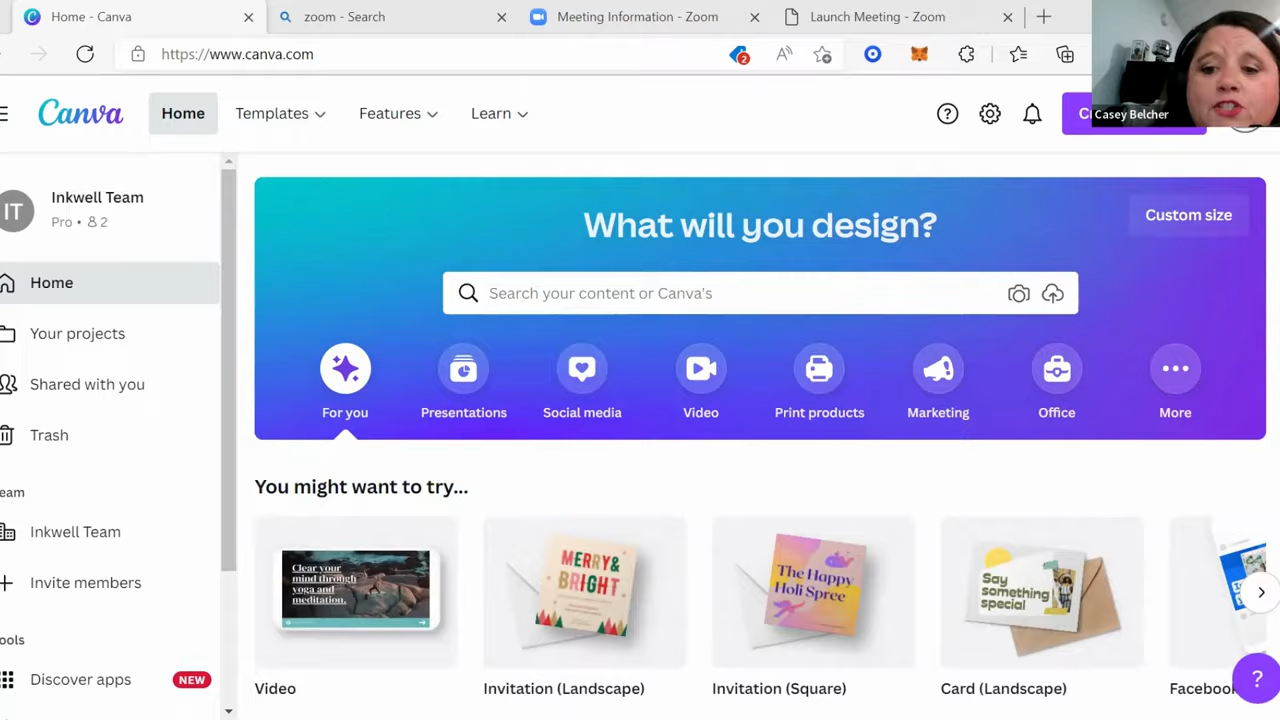 Home - Canva
zoom - Search
Meeting Information - Zoom
Launch Meeting - Zoom
https://www.canva.com
2
Casey Belcher
Canva
Home
Templates
Features
Learn
IT
Inkwell Team
Pro • 2
Home
Your projects
Shared with you
Trash
eam
Inkwell Team
Invite members
ools
Discover apps
NEW
What will you design?
Custom size
Search your content or Canva's
For you
Presentations
Social media
Video
Print products
Marketing
Office
More
You might want to try...
Clear your
mind through
yoga and
meditation.
MERRY &
BRIGHT
The Happy
Holi Spree
Say
something
special
Video
Invitation (Landscape)
Invitation (Square)
Card (Landscape)
Facebook
?